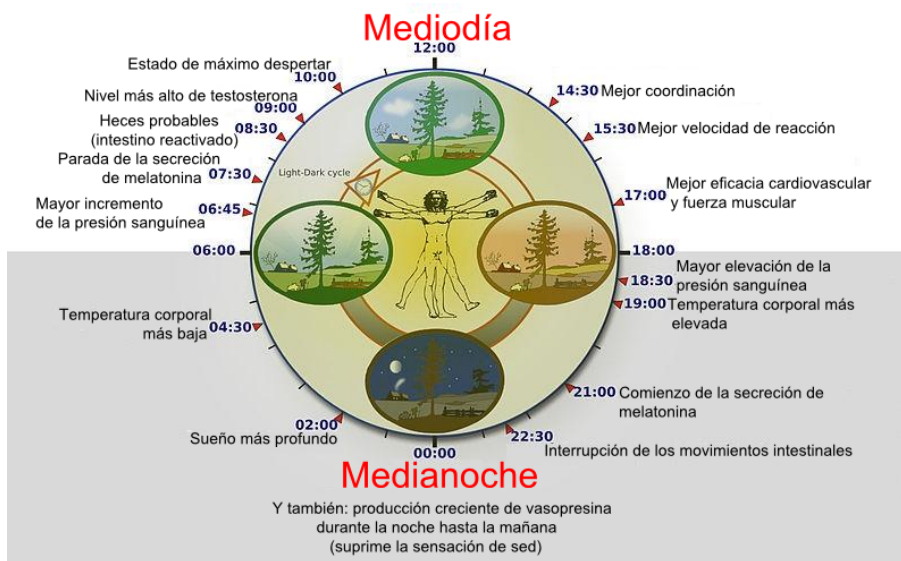 Mediodía
12:00
Estado de máximo despertar
10:00
Nivel más alto de testosterona
09:00
Heces probables
(intestino reactivado)
08:30
Parada de la secreción
de melatonina
07:30
Mayor incremento
de la presión sanguínea
06:45
06:00
Temperatura corporal
más baja
04:30
02:00
Sueño más profundo
00:00
Light-Dark cycle
14:30
Mejor coordinación
15:30
Mejor velocidad de reacción
17:00
Mejor eficacia cardiovascular
y fuerza muscular
18:00
18:30
Mayor elevación de la
presión sanguínea
19:00
Temperatura corporal más
elevada
21:00
Comienzo de la secreción de
melatonina
22:30
Interrupción de los movimientos intestinales
Medianoche
Y también: producción creciente de vasopresina
durante la noche hasta la mañana
(suprime la sensación de sed)